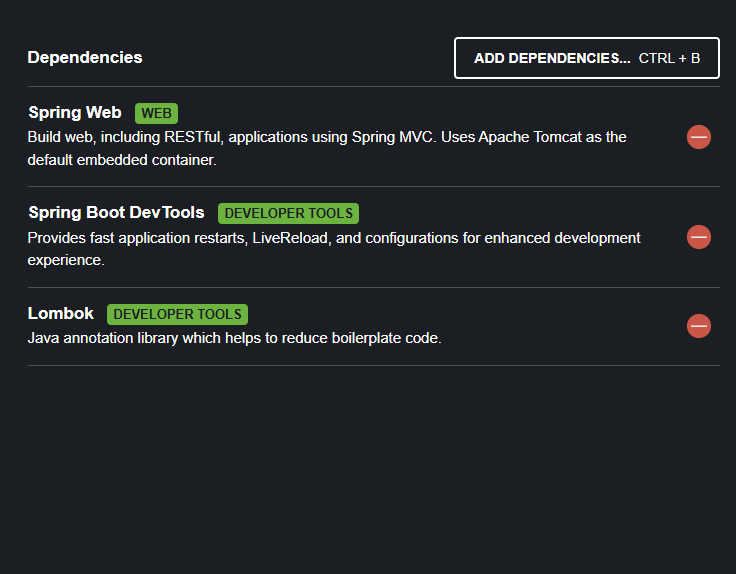 Dependencies
ADD DEPENDENCIES... CTRL + B
Spring Web WEB
Build web, including RESTful, applications using Spring MVC. Uses Apache Tomcat as the
default embedded container.
Spring Boot DevTools DEVELOPER TOOLS
Provides fast application restarts, LiveReload, and configurations for enhanced development
experience.
Lombok DEVELOPER TOOLS
Java annotation library which helps to reduce boilerplate code.